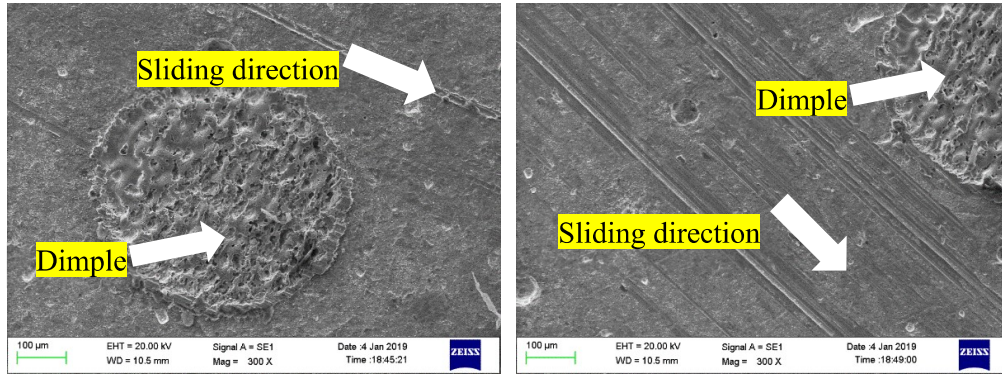 Sliding direction
Dimple
100 µm
EHT = 20.00 kV
WD = 10.5 mm
Signal A = SE1
Mag = 300 X
Date :4 Jan 2019
Time :18:45:21
ZEISS
Dimple
Sliding direction
100 µm
EHT = 20.00 kV
WD = 10.5 mm
Signal A = SE1
Mag = 300 X
Date :4 Jan 2019
Time :18:49:00
ZEISS